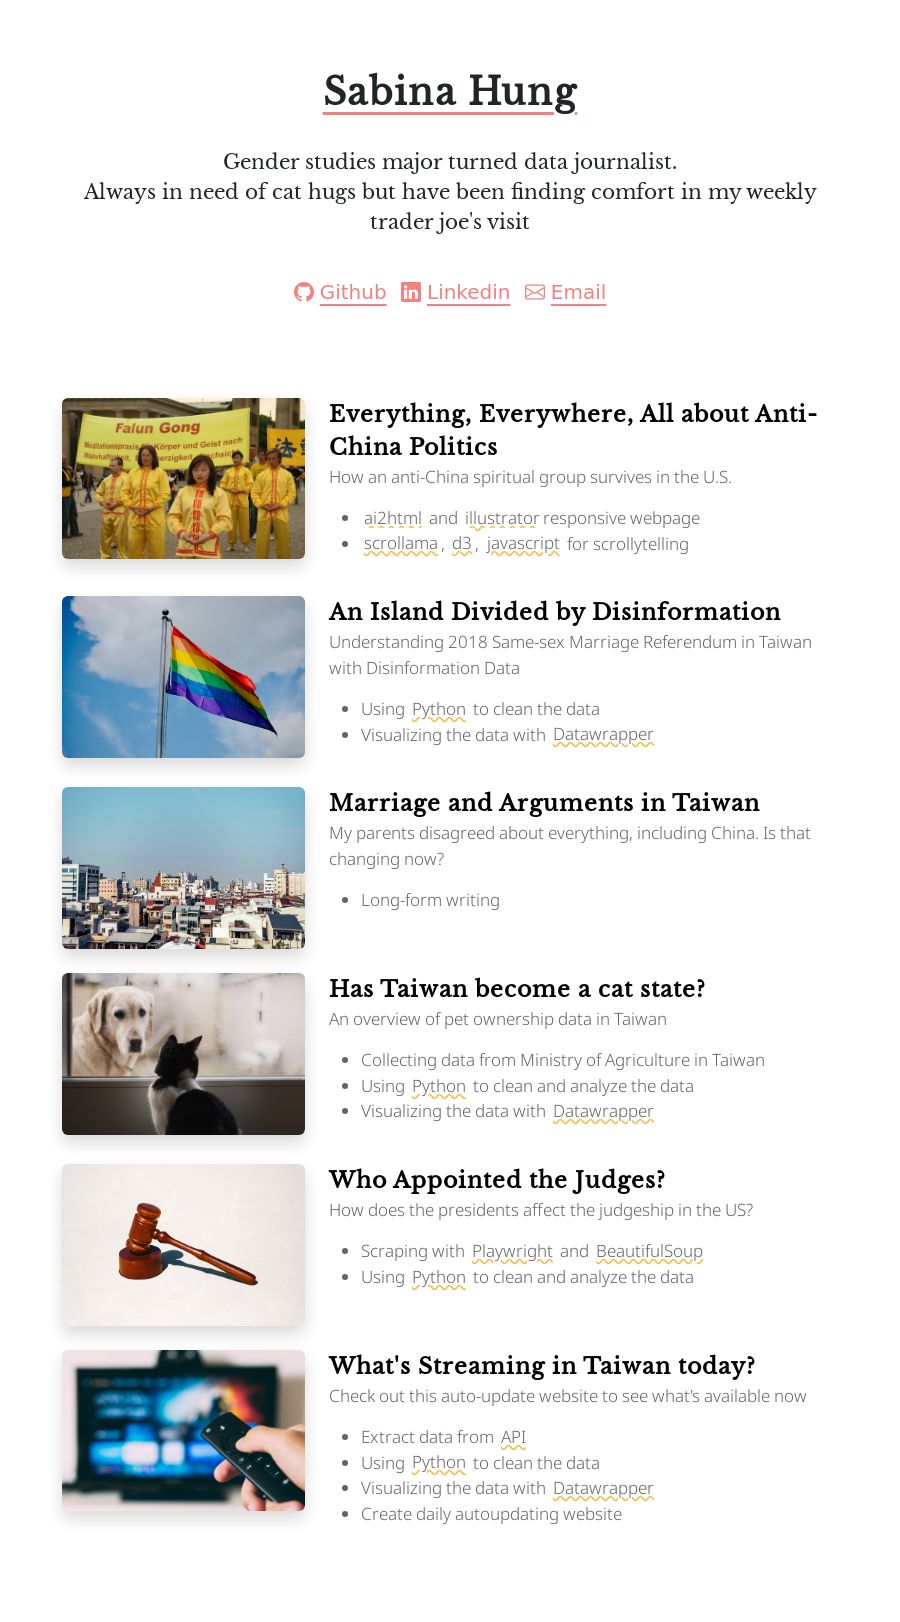 Sabina Hung
Gender studies major turned data journalist.
Always in need of cat hugs but have been finding comfort in my weekly
trader joe's visit
Github Linkedin Email
Falun Gong
Meditationspraxis für Körper und Geist nach
Wahrhaftigkeit, Barmherzigkeit, Nachsicht
法
Everything, Everywhere, All about Anti-
China Politics
How an anti-China spiritual group survives in the U.S.
• ai2html and illustrator responsive webpage
• scrollama, d3, javascript for scrollytelling
An Island Divided by Disinformation
Understanding 2018 Same-sex Marriage Referendum in Taiwan
with Disinformation Data
• Using Python to clean the data
• Visualizing the data with Datawrapper
Marriage and Arguments in Taiwan
My parents disagreed about everything, including China. Is that
changing now?
• Long-form writing
Has Taiwan become a cat state?
An overview of pet ownership data in Taiwan
• Collecting data from Ministry of Agriculture in Taiwan
• Using Python to clean and analyze the data
• Visualizing the data with Datawrapper
Who Appointed the Judges?
How does the presidents affect the judgeship in the US?
• Scraping with Playwright and BeautifulSoup
• Using Python to clean and analyze the data
What's Streaming in Taiwan today?
Check out this auto-update website to see what's available now
• Extract data from API
• Using Python to clean the data
• Visualizing the data with Datawrapper
• Create daily autoupdating website